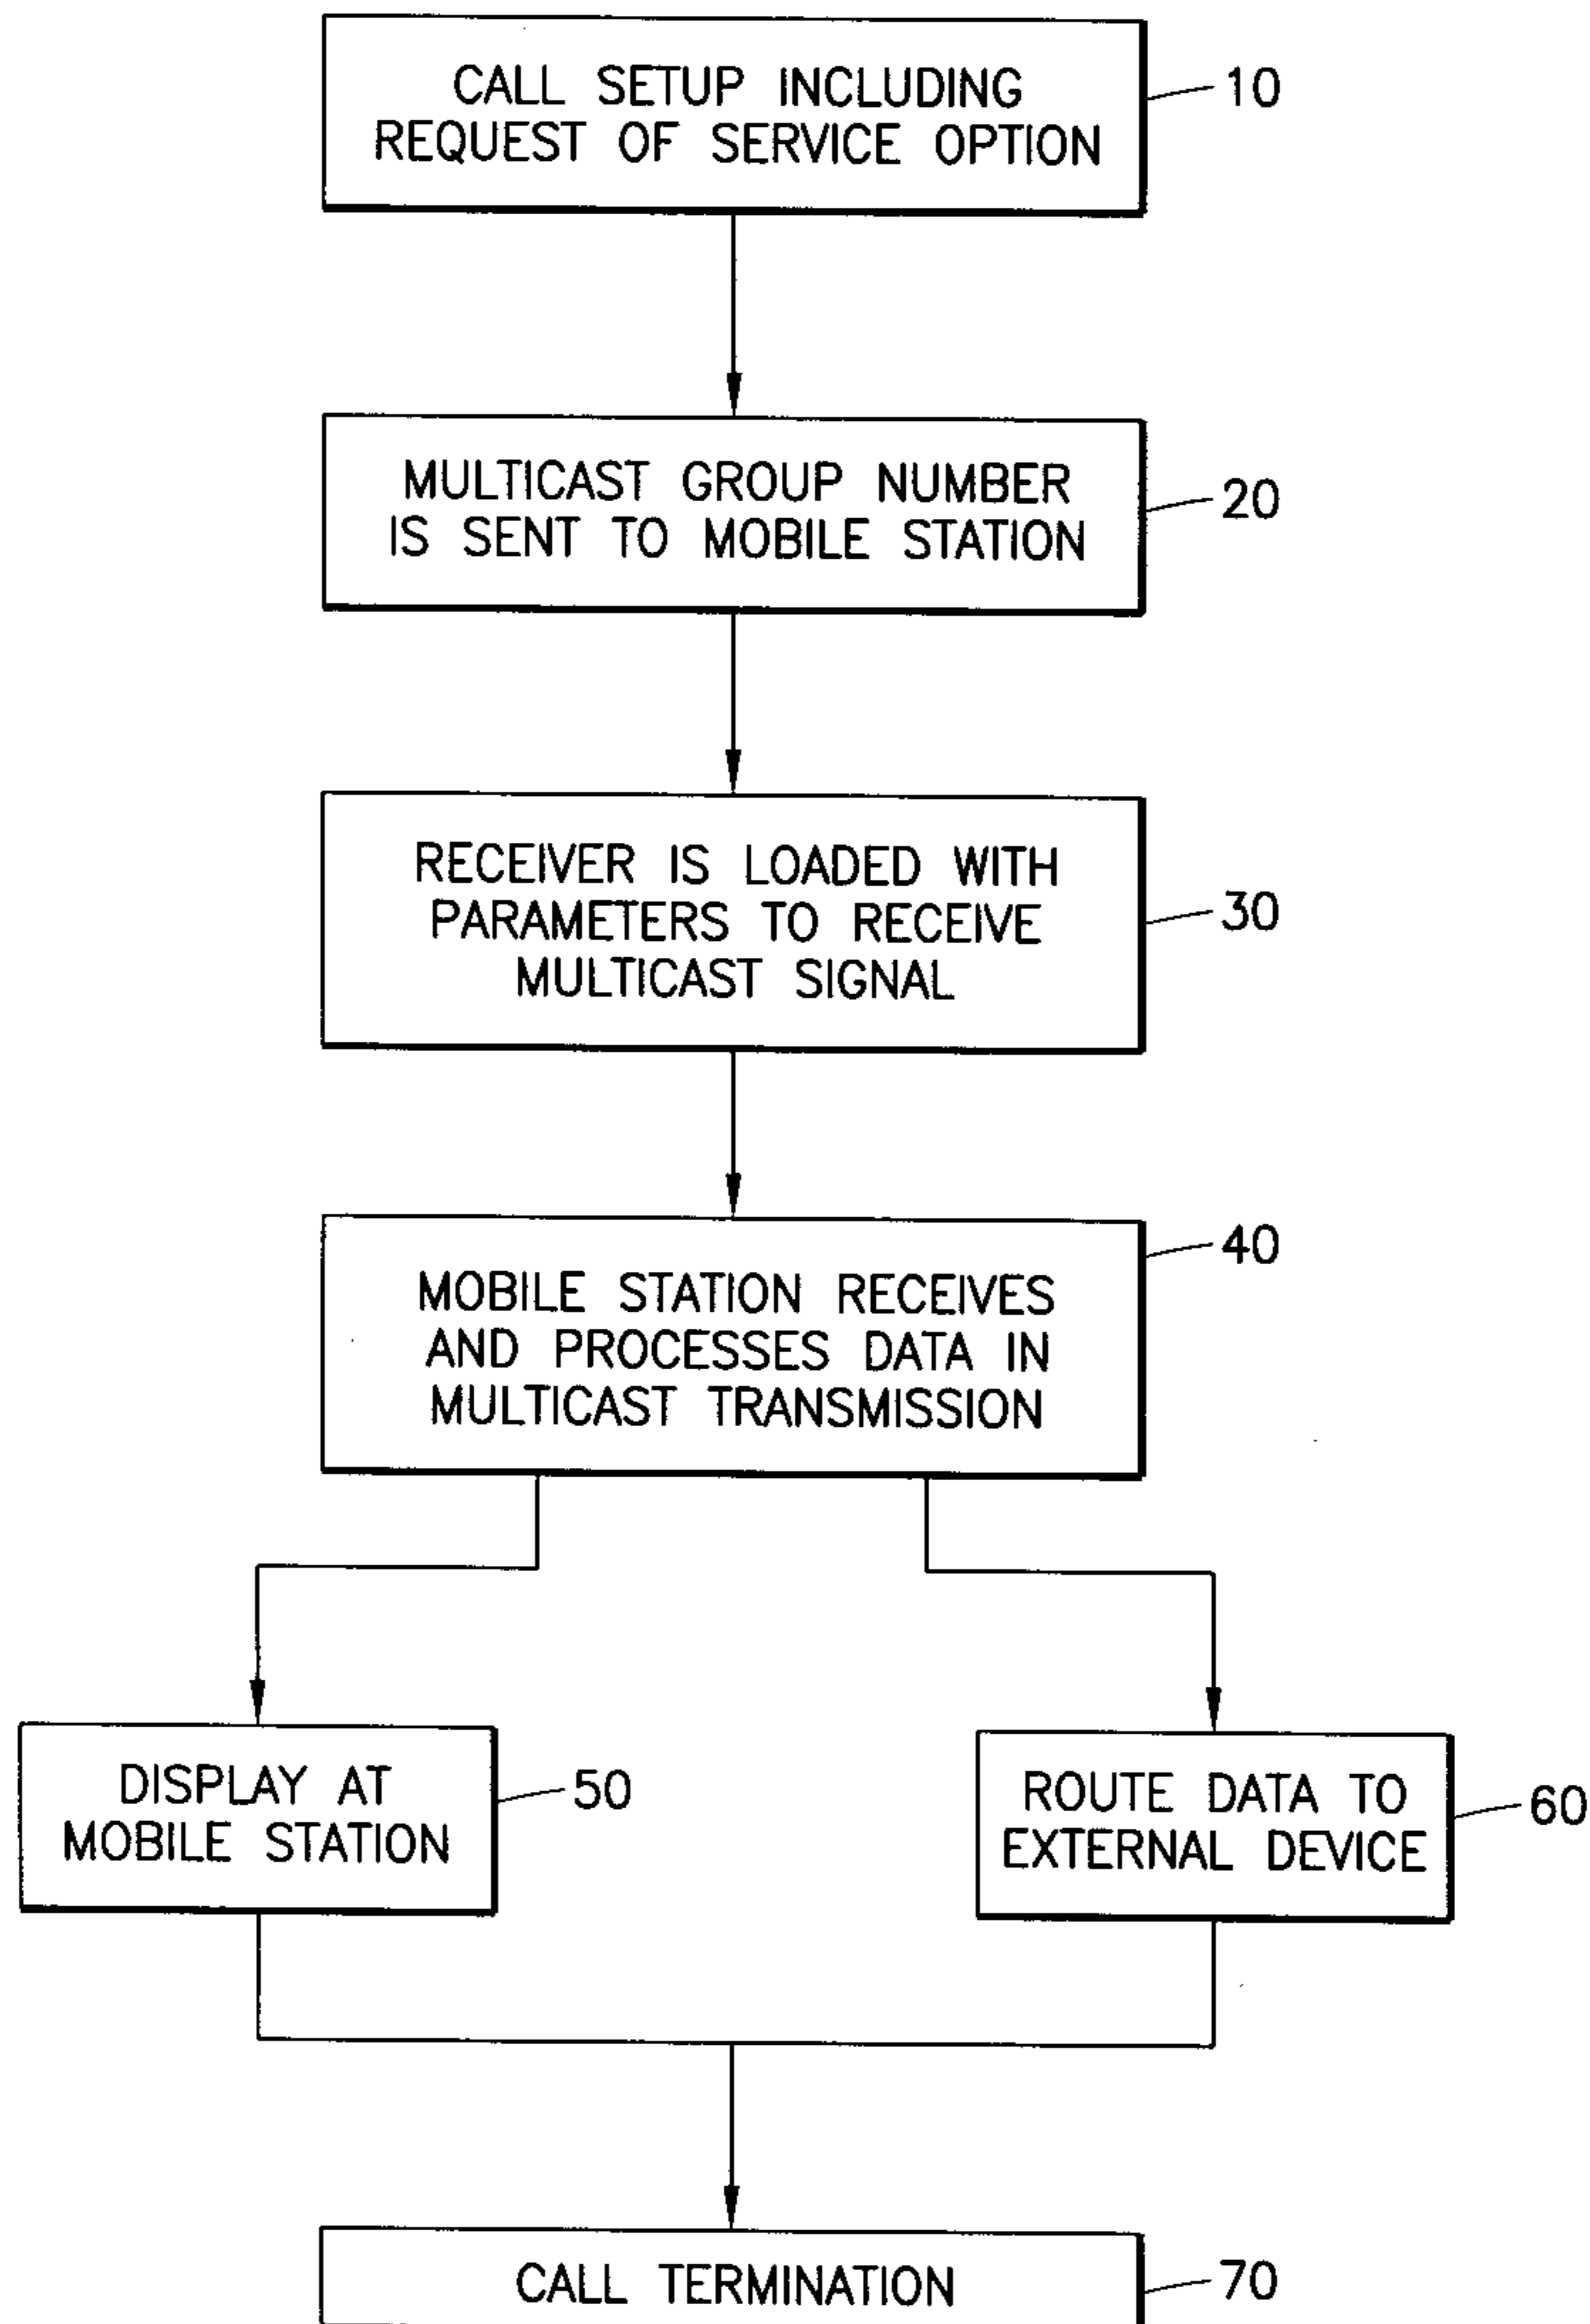 CALL SETUP INCLUDING
REQUEST OF SERVICE OPTION
10
MULTICAST GROUP NUMBER
IS SENT TO MOBILE STATION
20
RECEIVER IS LOADED WITH
PARAMETERS TO RECEIVE
MULTICAST SIGNAL
30
40
MOBILE STATION RECEIVES
AND PROCESSES DATA IN
MULTICAST TRANSMISSION
DISPLAY AT
MOBILE STATION
50
ROUTE DATA TO
EXTERNAL DEVICE
60
CALL TERMINATION
70